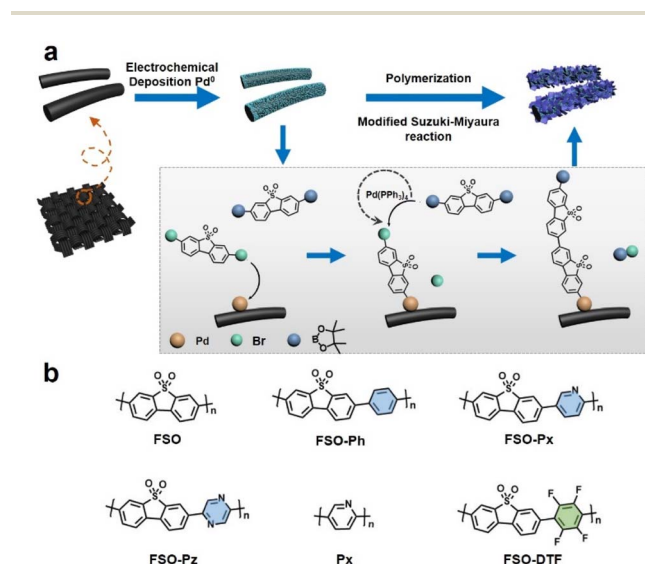 a
Electrochemical
Deposition Pd⁰
Polymerization
Modified Suzuki-Miyaura
reaction
O O
S
Br
O O
S
Pd(PPh₃)₄
O O
S
O O
S
O O
S
O O
S
Pd
Br
B
O
O
b
O O
S
n
FSO
O O
S
n
FSO-Ph
O O
S
N
n
FSO-Px
O O
S
N
N
n
FSO-Pz
N
n
Px
O O
S
F
F
F
F
n
FSO-DTF